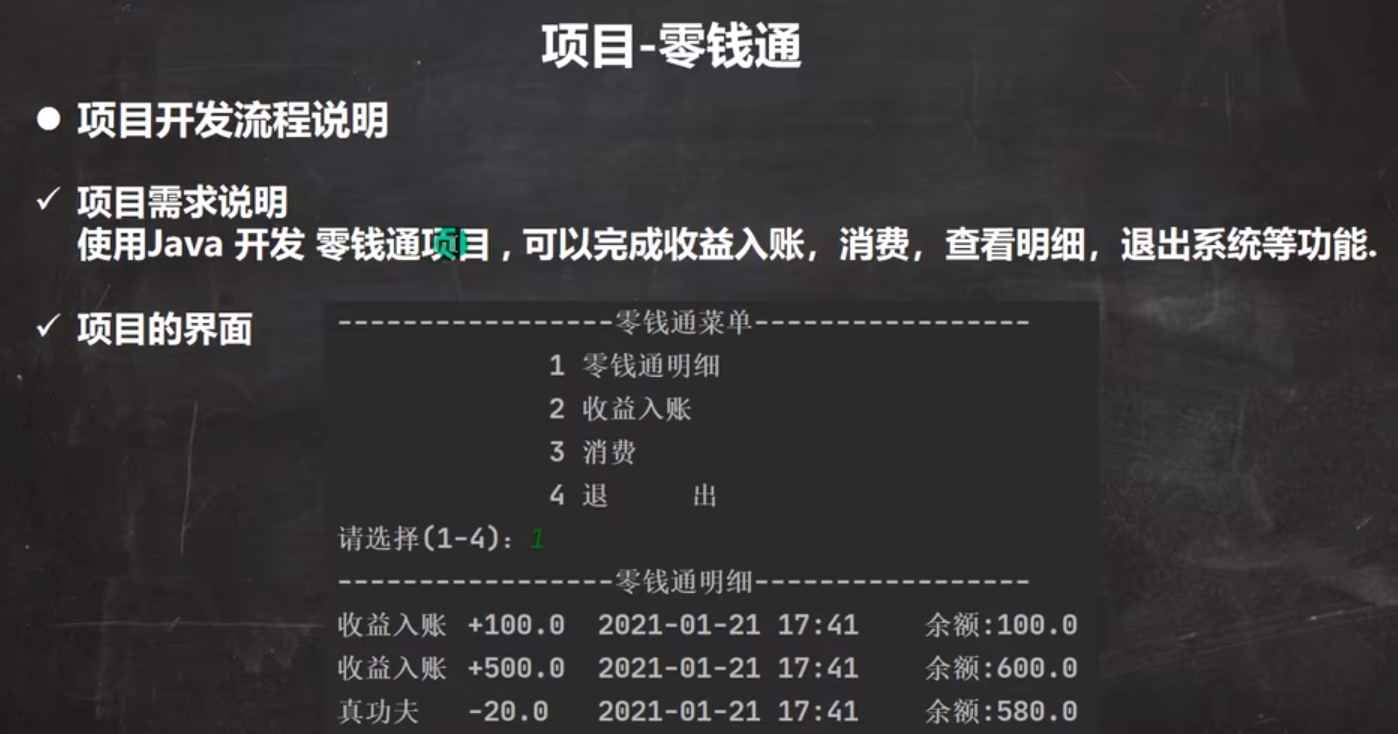 项目-零钱通
● 项目开发流程说明
✓ 项目需求说明
使用Java 开发 零钱通项目 , 可以完成收益入账，消费，查看明细，退出系统等功能.
✓ 项目的界面
-----------------零钱通菜单-----------------
1 零钱通明细
2 收益入账
3 消费
4 退 出
请选择(1-4): 1
-----------------零钱通明细-----------------
收益入账 +100.0 2021-01-21 17:41 余额:100.0
收益入账 +500.0 2021-01-21 17:41 余额:600.0
真功夫 -20.0 2021-01-21 17:41 余额:580.0